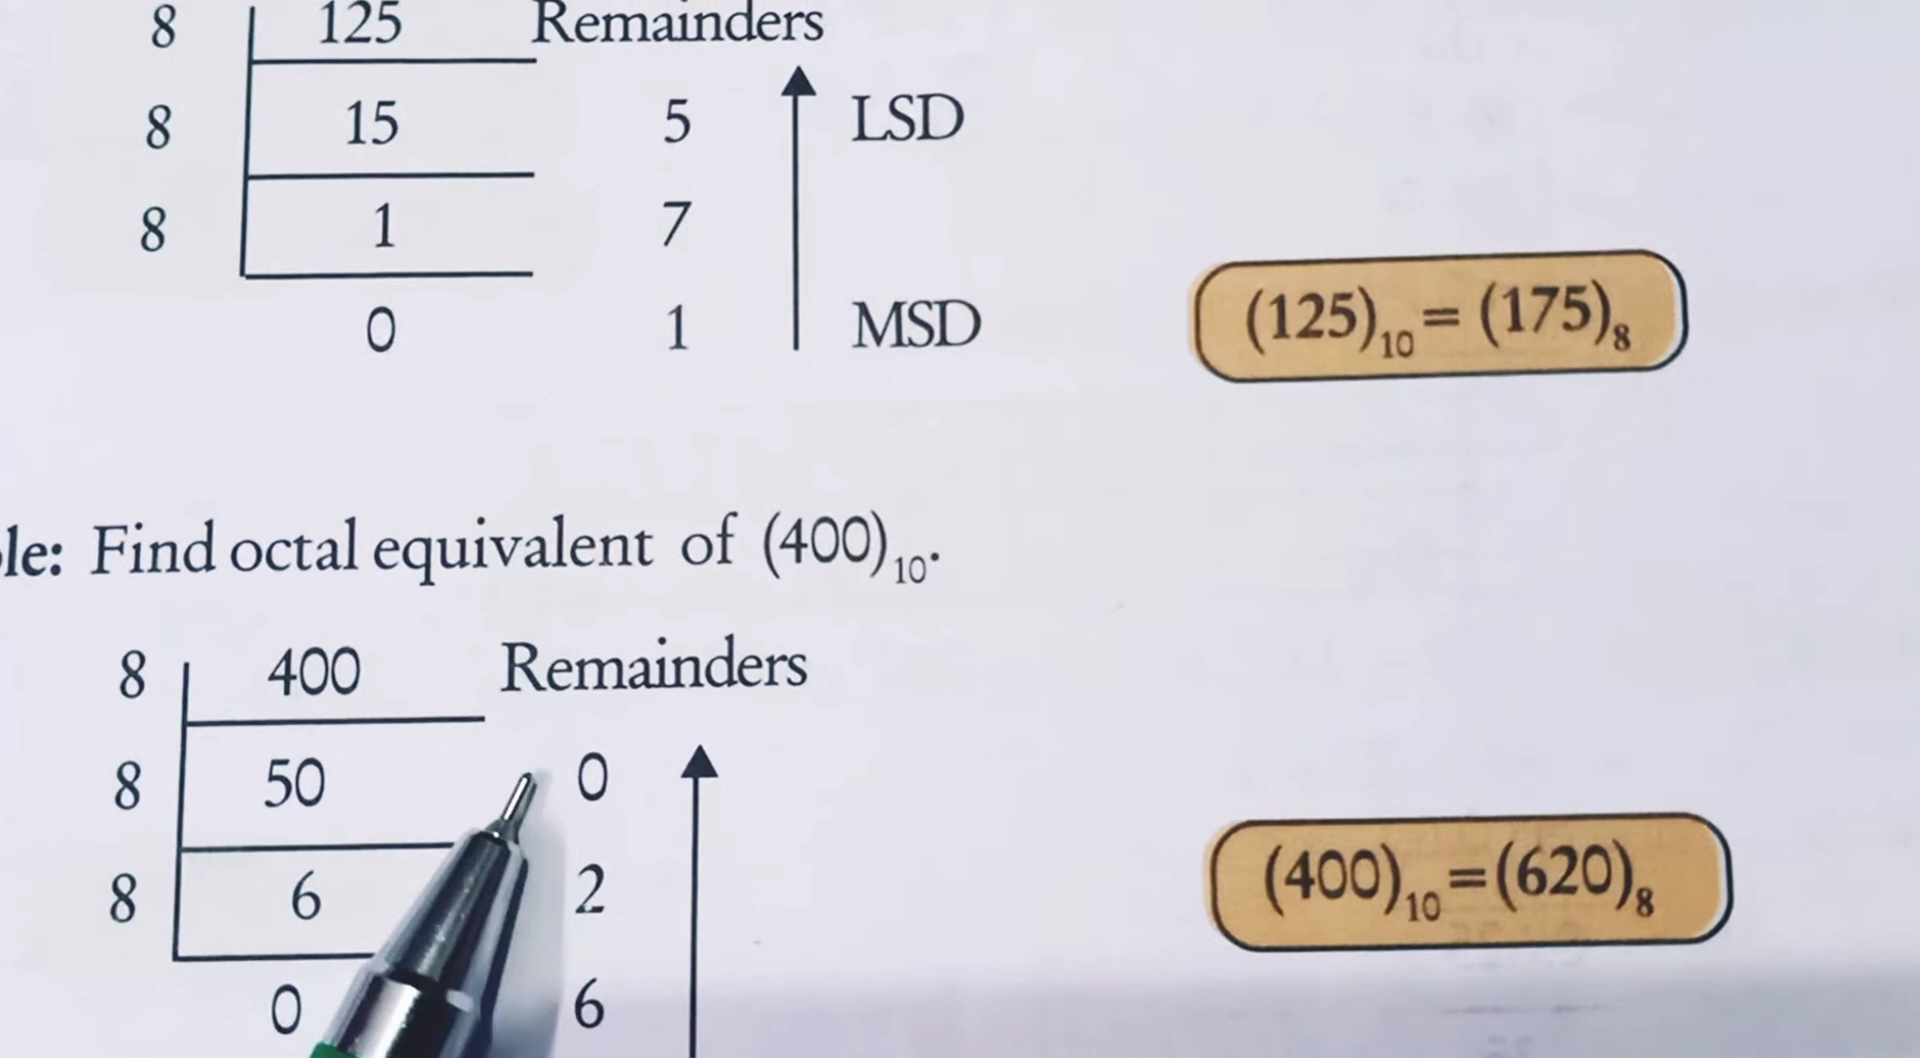 8 125 Remainders
8 15 5 LSD
8 1 7
0 1 MSD
(125)₁₀ = (175)₈
le: Find octal equivalent of (400)₁₀.
8 400 Remainders
8 50 0
8 6 2
(400)₁₀ = (620)₈
0 6